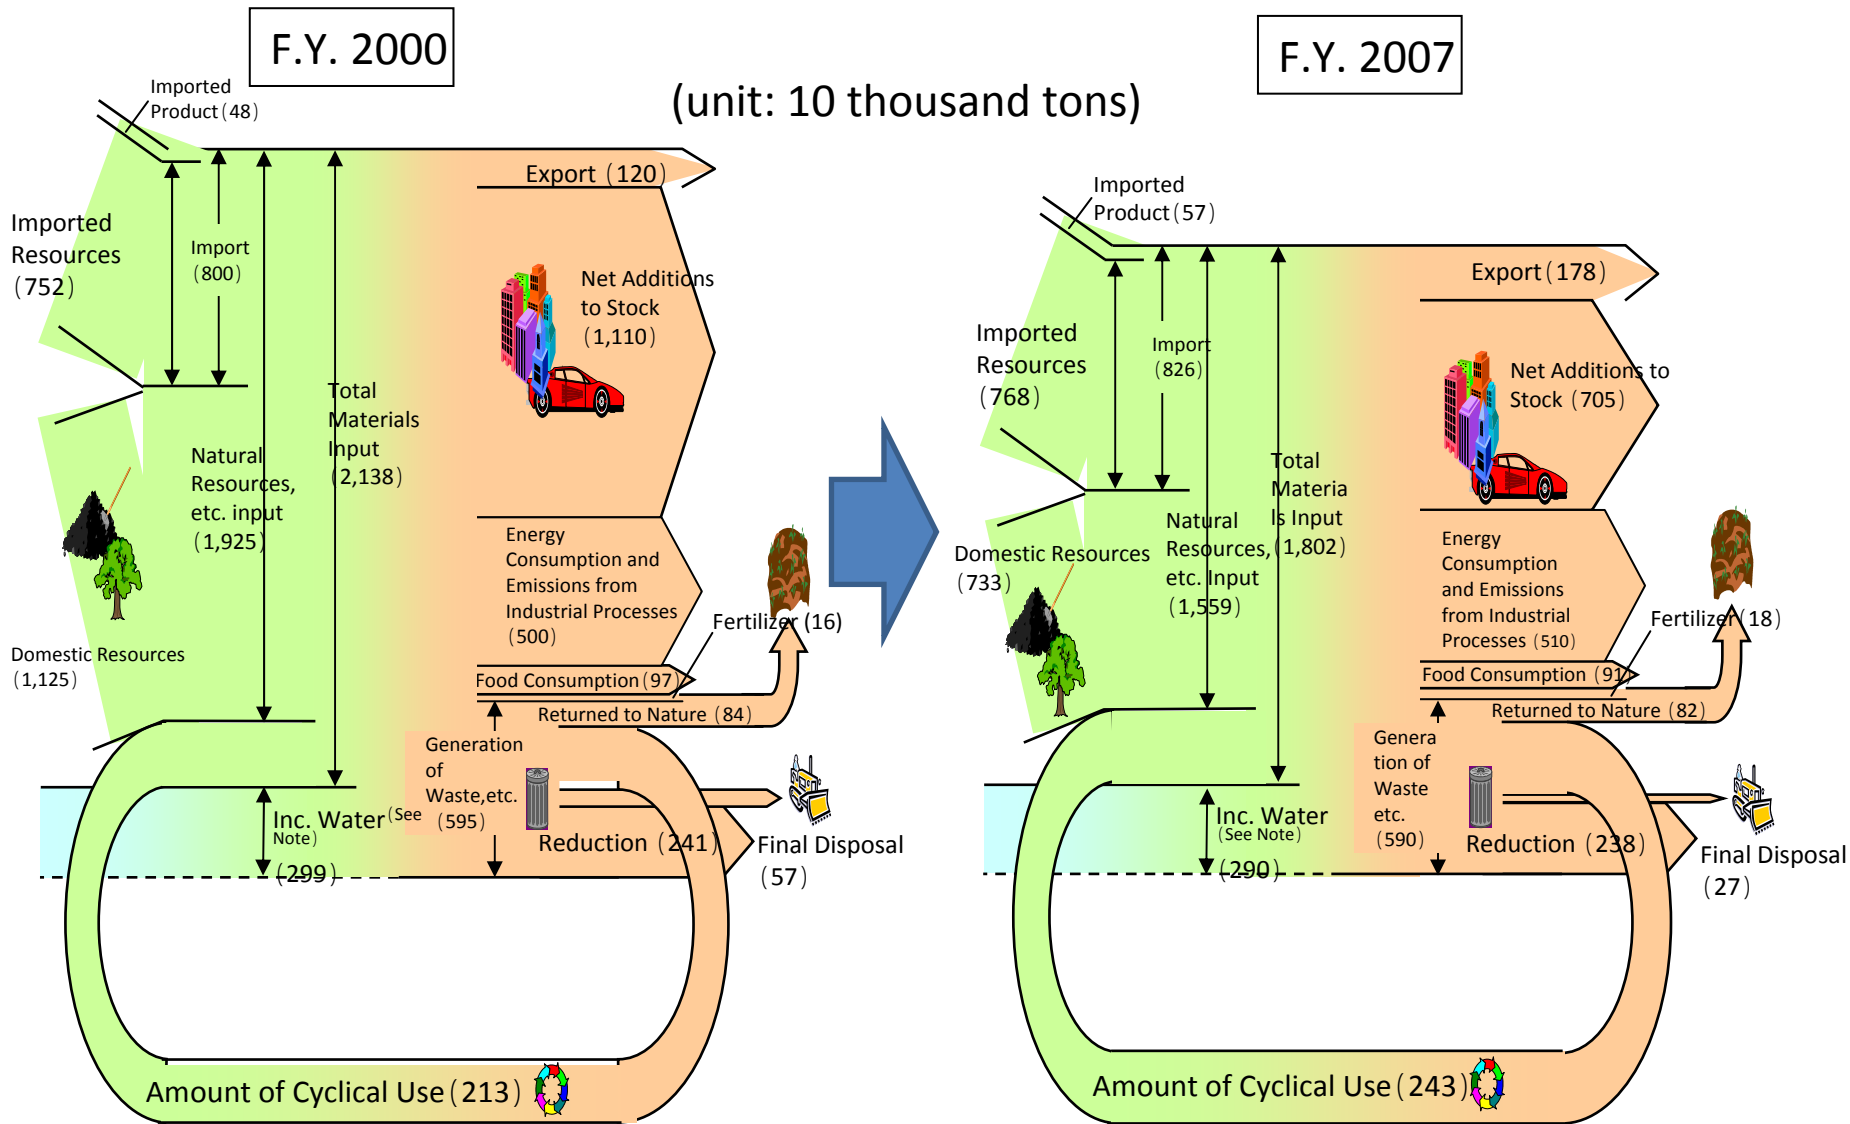 F.Y. 2000
F.Y. 2007
(unit: 10 thousand tons)
Imported
Product (48)
Imported
Resources
(752)
Import
(800)
Export (120)
Net Additions
to Stock
(1,110)
Total
Materials
Input
(2,138)
Natural
Resources,
etc. input
(1,925)
Energy
Consumption and
Emissions from
Industrial Processes
(500)
Domestic Resources
(1,125)
Fertilizer (16)
Food Consumption (97)
Returned to Nature (84)
Generation
of
Waste,etc.
(595)
Inc. Water (See
Note)
(299)
Reduction (241)
Final Disposal
(57)
Amount of Cyclical Use (213)
Imported
Product (57)
Imported
Resources
(768)
Import
(826)
Export (178)
Net Additions to
Stock (705)
Total
Materia
ls Input
(1,802)
Natural
Resources,
etc. Input
(1,559)
Domestic Resources
(733)
Energy
Consumption
and Emissions
from Industrial
Processes (510)
Fertilizer (18)
Food Consumption (91)
Returned to Nature (82)
Genera
tion of
Waste
etc.
(590)
Inc. Water
(See Note)
(290)
Reduction (238)
Final Disposal
(27)
Amount of Cyclical Use (243)